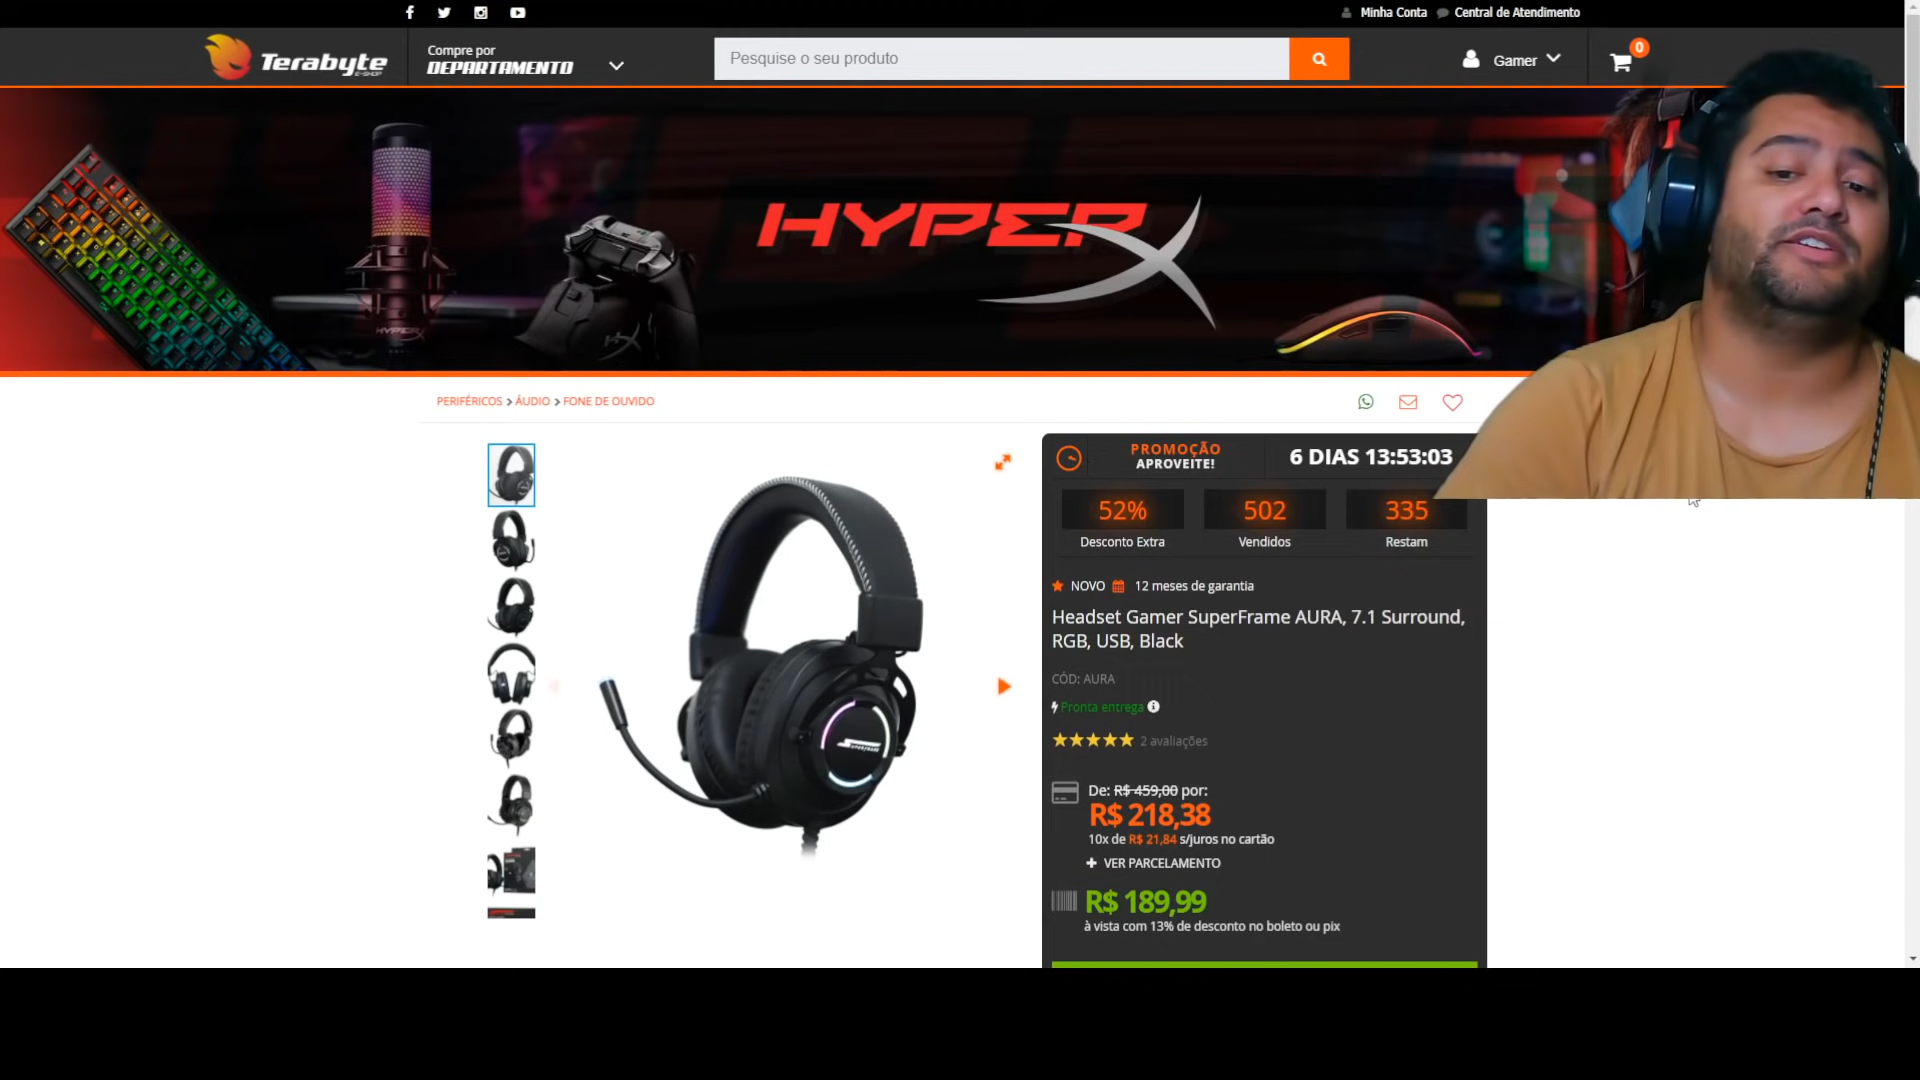 Minha Conta
Central de Atendimento
Terabyte
E-SHOP
Compre por
DEPARTAMENTO
Pesquise o seu produto
Gamer
0
HYPERX
HYPERX
PERIFÉRICOS > ÁUDIO > FONE DE OUVIDO
PROMOÇÃO
APROVEITE!
6 DIAS 13:53:03
52%
Desconto Extra
502
Vendidos
335
Restam
NOVO
12 meses de garantia
Headset Gamer SuperFrame AURA, 7.1 Surround,
RGB, USB, Black
CÓD: AURA
Pronta entrega
2 avaliações
De: R$ 459,00 por:
R$ 218,38
10x de R$ 21,84 s/juros no cartão
+ VER PARCELAMENTO
R$ 189,99
à vista com 13% de desconto no boleto ou pix